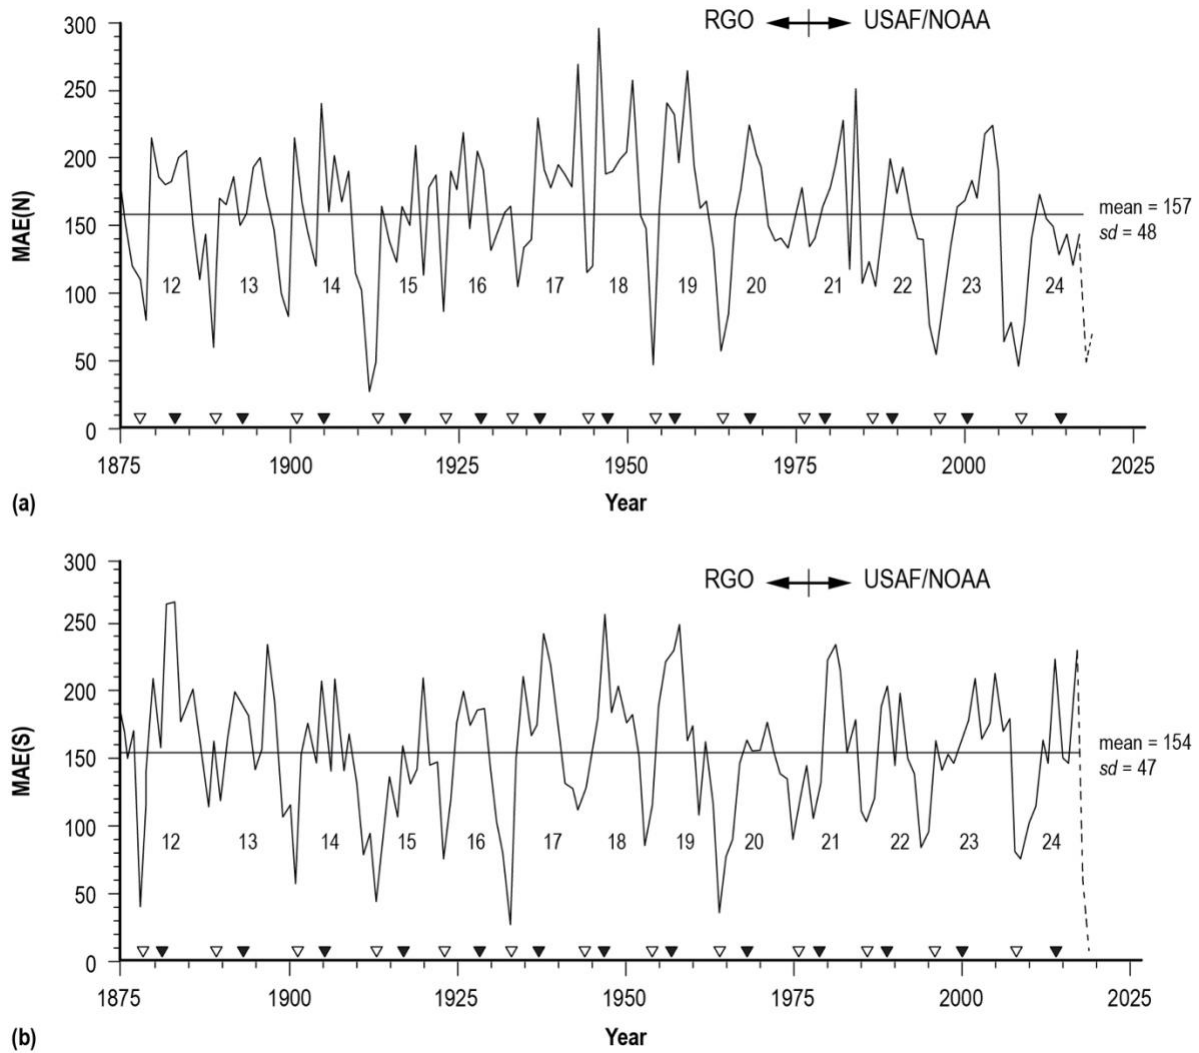 RGO USAF/NOAA
300
250
200
150
100
50
0
MAE(N)
mean = 157
sd = 48
12 13 14 15 16 17 18 19 20 21 22 23 24
1875 1900 1925 1950 1975 2000 2025
Year
(a)
RGO USAF/NOAA
300
250
200
150
100
50
0
MAE(S)
mean = 154
sd = 47
12 13 14 15 16 17 18 19 20 21 22 23 24
1875 1900 1925 1950 1975 2000 2025
Year
(b)